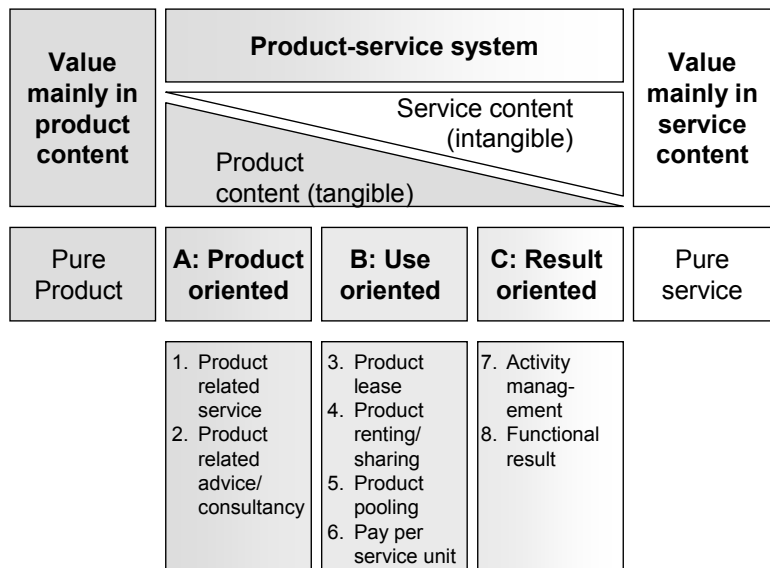 Value
mainly in
product
content
Product-service system
Service content
(intangible)
Product
content (tangible)
Value
mainly in
service
content
Pure
Product
A: Product
oriented
B: Use
oriented
C: Result
oriented
Pure
service
1. Product
related
service
2. Product
related
advice/
consultancy
3. Product
lease
4. Product
renting/
sharing
5. Product
pooling
6. Pay per
service unit
7. Activity
manag-
ement
8. Functional
result